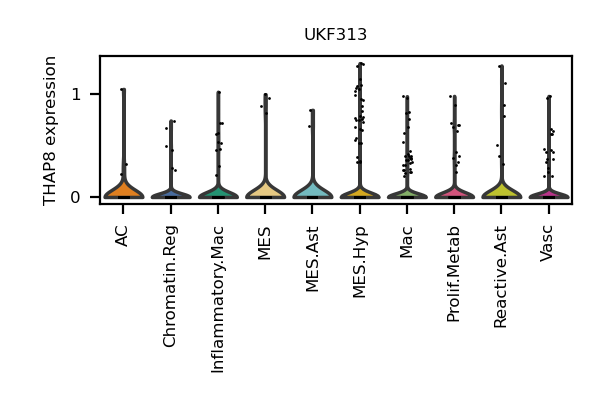 UKF313
THAP8 expression
1
0
AC
Chromatin.Reg
Inflammatory.Mac
MES
MES.Ast
MES.Hyp
Mac
Prolif.Metab
Reactive.Ast
Vasc